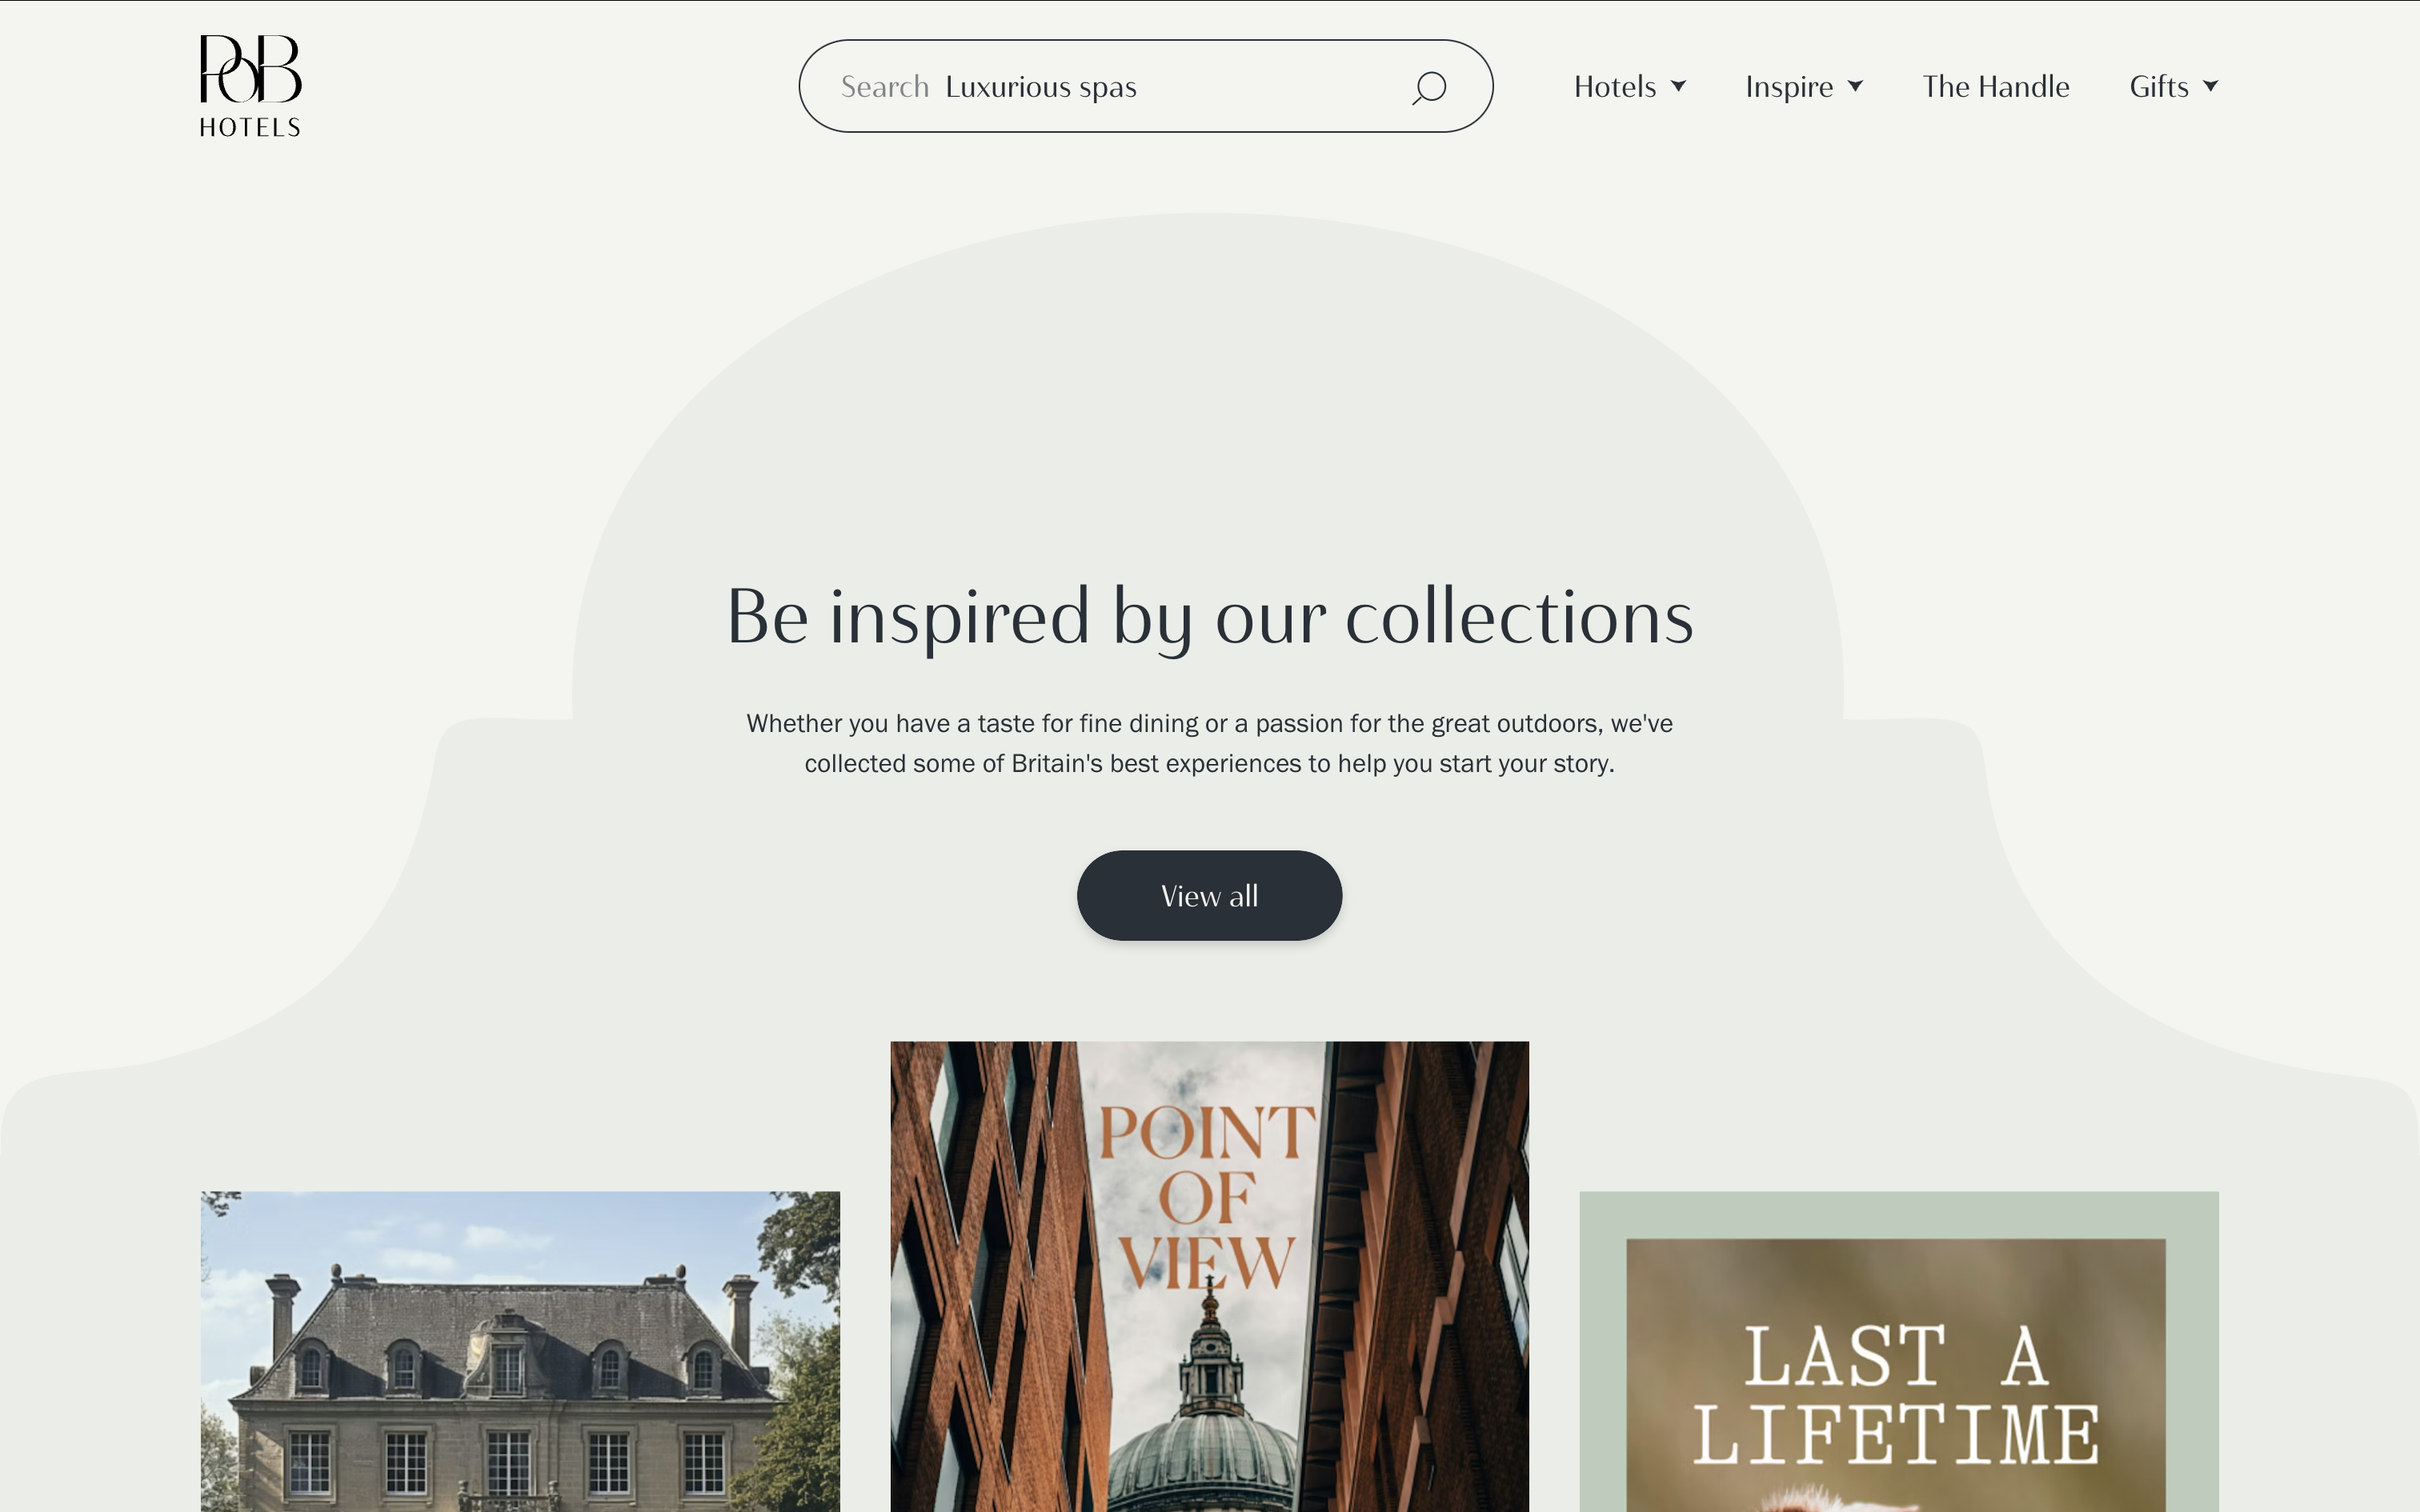 PoB
HOTELS
Search Luxurious spas
Hotels
Inspire
The Handle
Gifts
Be inspired by our collections
Whether you have a taste for fine dining or a passion for the great outdoors, we've
collected some of Britain's best experiences to help you start your story.
View all
POINT
OF
VIEW
LAST A
LIFETIME